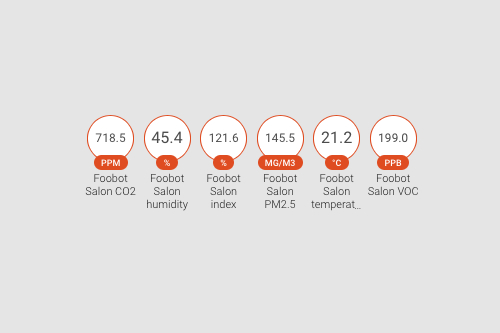 718.5 45.4 121.6 145.5 21.2 199.0
PPM % % MG/M3 °C PPB
Foobot Foobot Foobot Foobot Foobot Foobot
Salon CO2 Salon Salon Salon Salon Salon VOC
humidity index PM2.5 temperat...